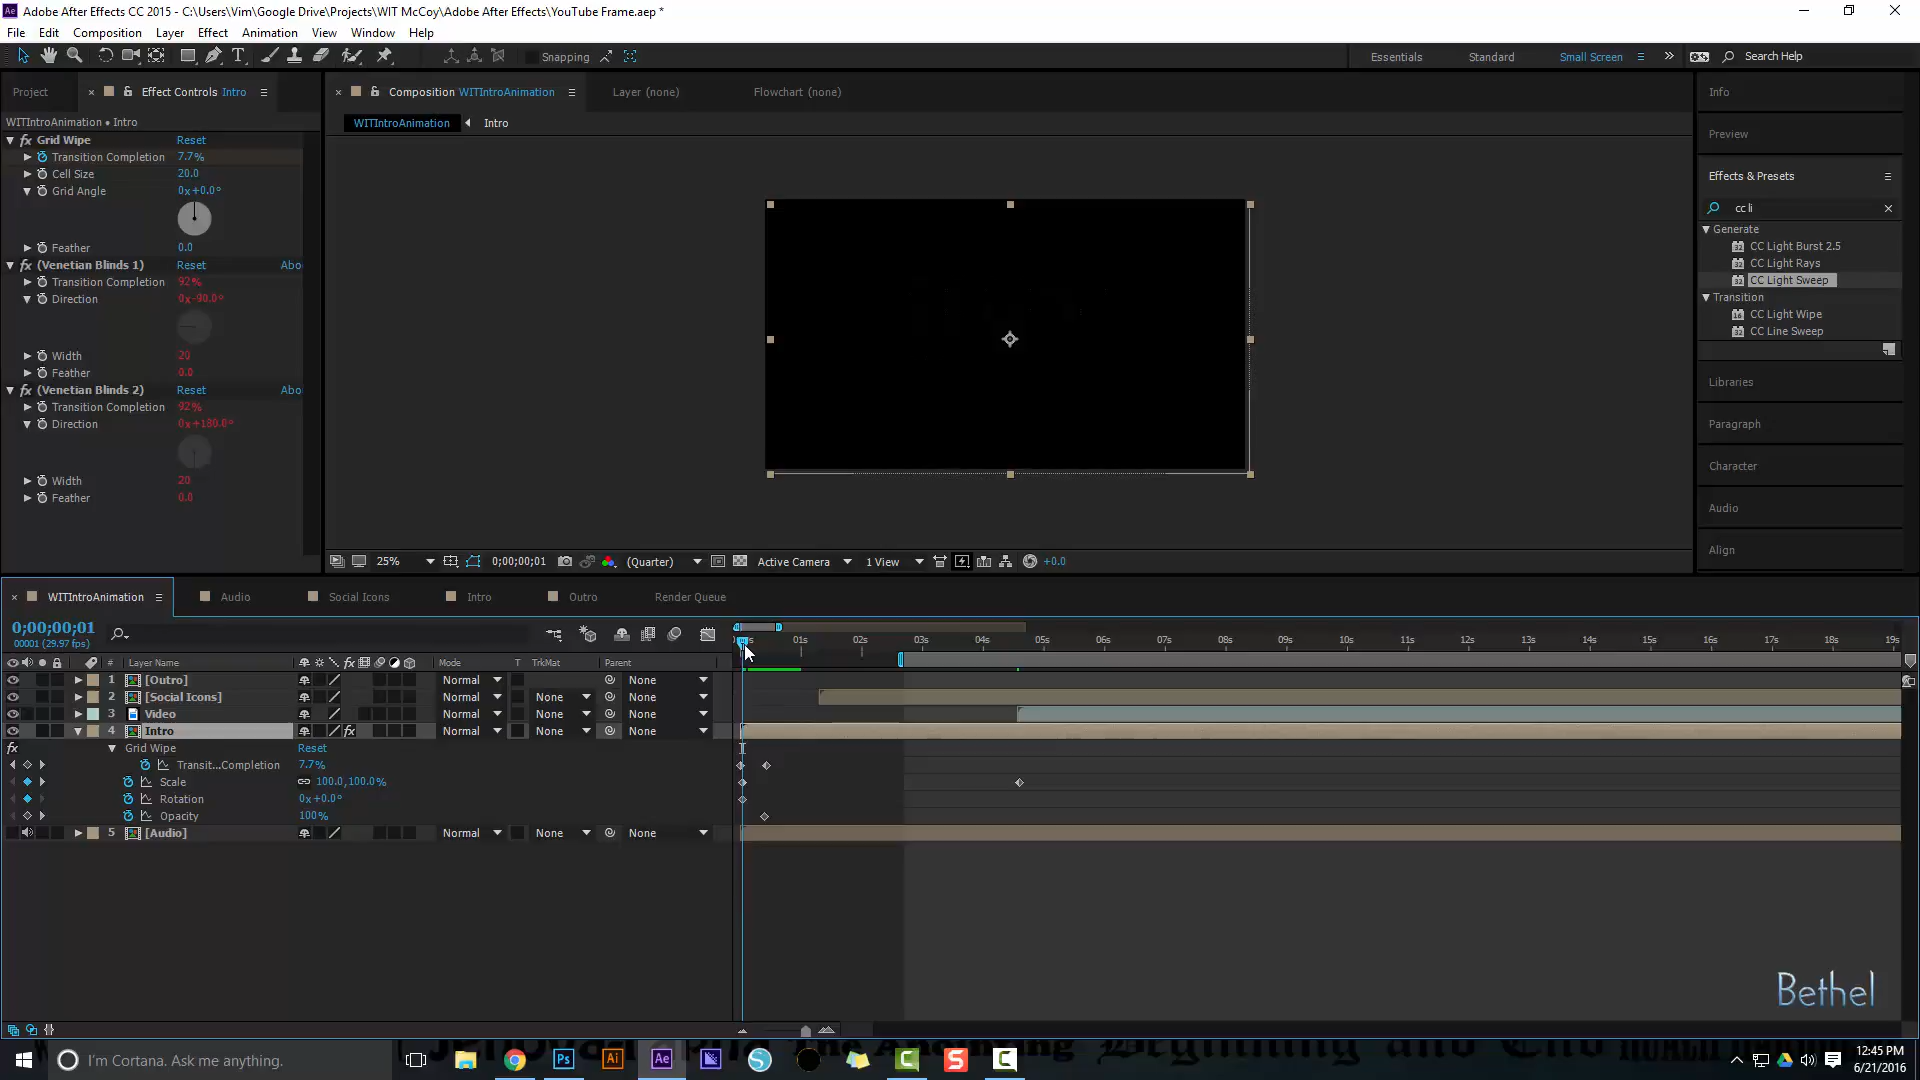 Adobe After Effects CC 2015 - C:\Users\Vim\Google Drive\Projects\WIT McCoy\Adobe After Effects\YouTube Frame.aep *
File Edit Composition Layer Effect Animation View Window Help
Snapping Essentials Standard Small Screen Search Help
Project Effect Controls Intro Composition WITIntroAnimation Layer (none) Flowchart (none) Info
WITIntroAnimation • Intro WITIntroAnimation Intro
Preview
Grid Wipe Reset
Transition Completion 7.7%
Cell Size 20.0
Grid Angle 0x+0.0°
Feather 0.0
(Venetian Blinds 1) Reset Abo
Transition Completion 92%
Direction 0x-90.0°
Width 20
Feather 0.0
(Venetian Blinds 2) Reset Abo
Transition Completion 92%
Direction 0x+180.0°
Width 20
Feather 0.0
Effects & Presets
cc li
Generate
CC Light Burst 2.5
CC Light Rays
CC Light Sweep
Transition
CC Light Wipe
CC Line Sweep
Libraries
Paragraph
Character
Audio
Align
25% 0;00;00;01 (Quarter) Active Camera 1 View +0.0
WITIntroAnimation Audio Social Icons Intro Outro Render Queue
0;00;00;01
00001 (29.97 fps)
01s 02s 03s 04s 05s 06s 07s 08s 09s 10s 11s 12s 13s 14s 15s 16s 17s 18s 19s
# Layer Name Mode T TrkMat Parent
1 [Outro] Normal None
2 [Social Icons] Normal None None
3 Video Normal None None
4 Intro Normal None None
Grid Wipe Reset
Transit...Completion 7.7%
Scale 100.0,100.0%
Rotation 0x+0.0°
Opacity 100%
5 [Audio] Normal None None
Bethel
I'm Cortana. Ask me anything.
12:45 PM
6/21/2016